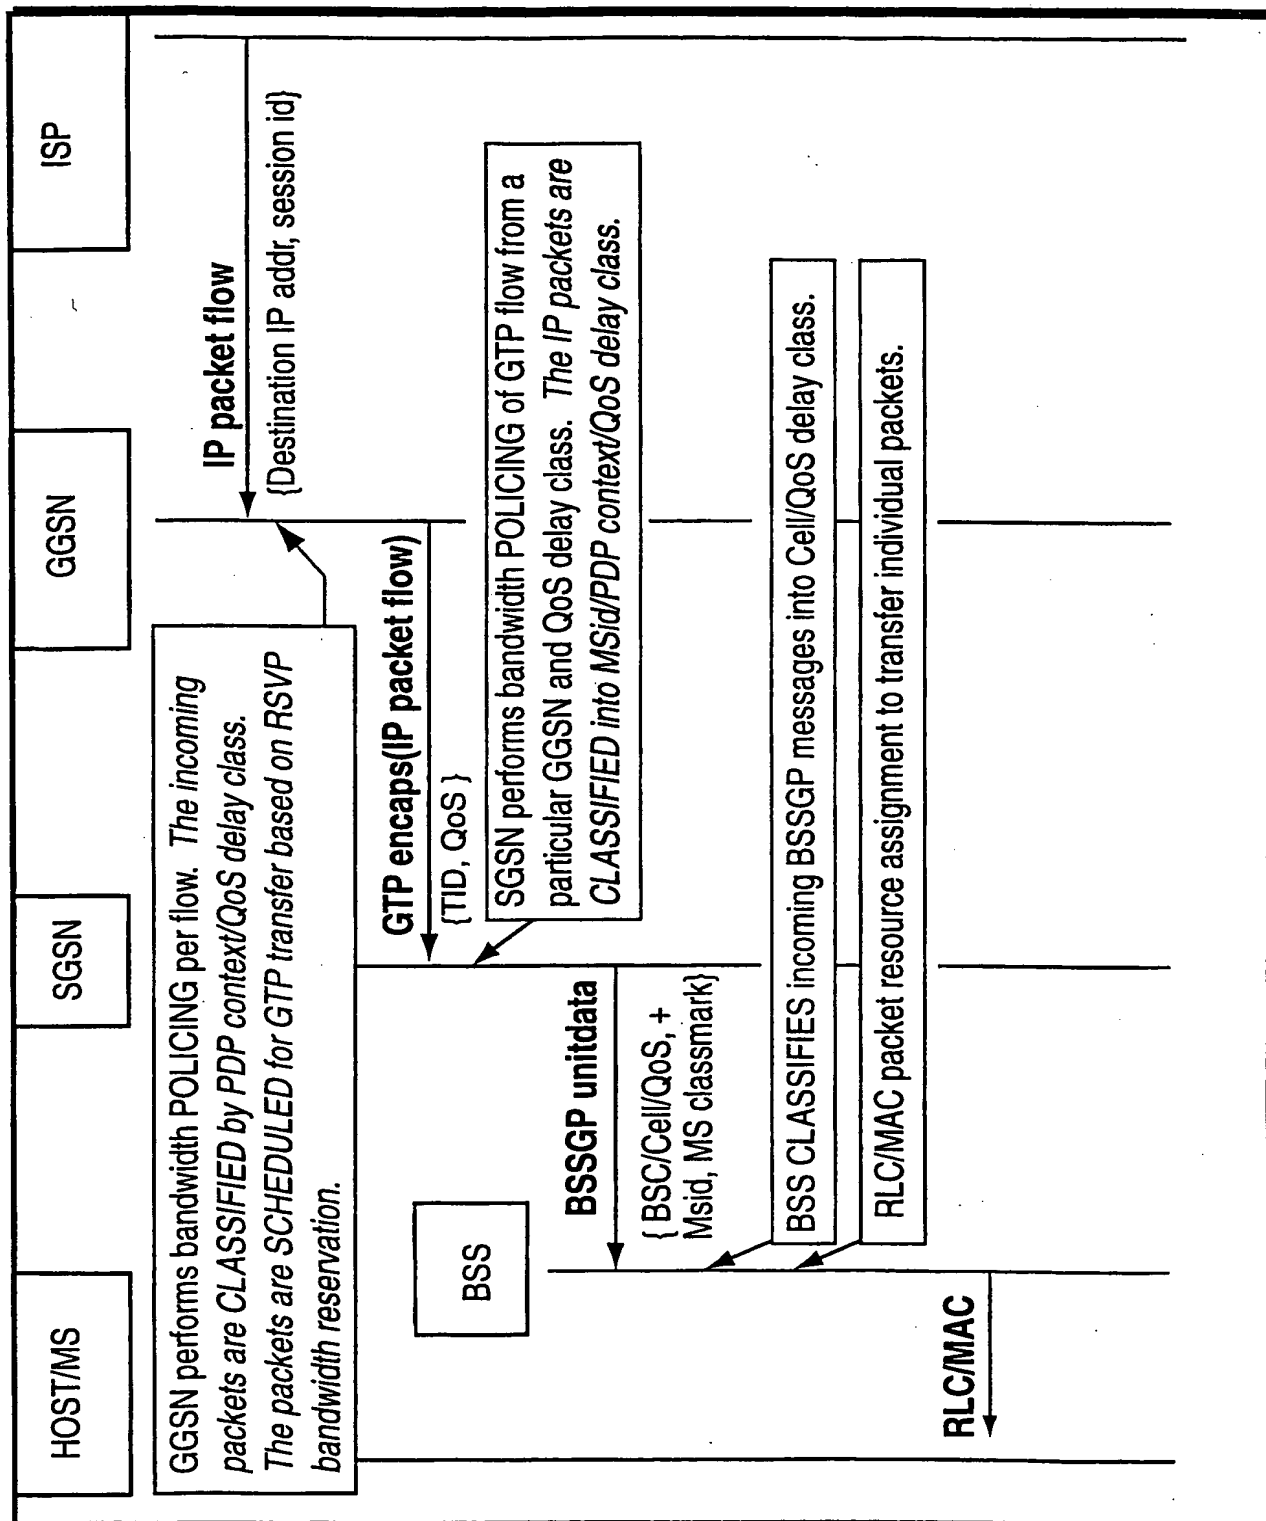 HOST/MS
SGSN
GGSN
ISP
GGSN performs bandwidth POLICING per flow. The incoming
packets are CLASSIFIED by PDP context/QoS delay class.
The packets are SCHEDULED for GTP transfer based on RSVP
bandwidth reservation.
IP packet flow
{Destination IP addr, session id}
GTP encaps(IP packet flow)
{TID, QoS }
BSS
SGSN performs bandwidth POLICING of GTP flow from a
particular GGSN and QoS delay class. The IP packets are
CLASSIFIED into MSid/PDP context/QoS delay class.
BSSGP unitdata
{ BSC/Cell/QoS, +
Msid, MS classmark}
BSS CLASSIFIES incoming BSSGP messages into Cell/QoS delay class.
RLC/MAC packet resource assignment to transfer individual packets.
RLC/MAC